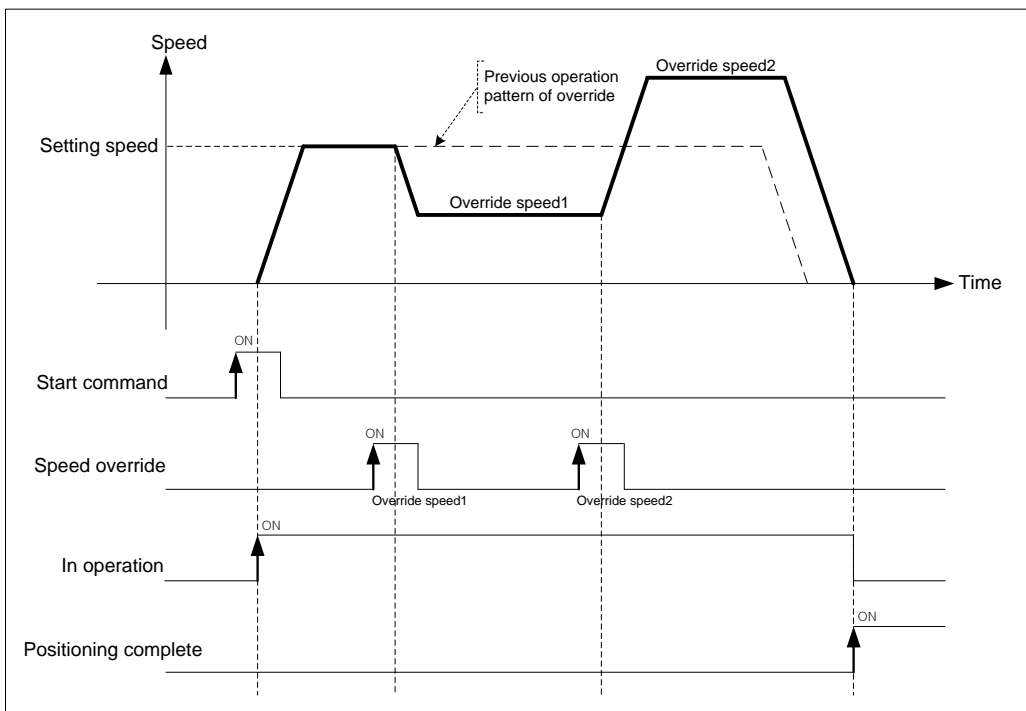 Speed
Override speed2
Previous operation
pattern of override
Setting speed
Override speed1
Time
ON
Start command
ON
ON
Speed override
Override speed1
Override speed2
ON
In operation
ON
Positioning complete